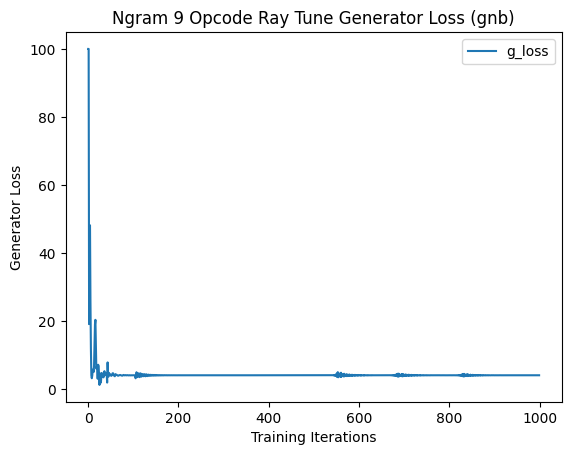 Ngram 9 Opcode Ray Tune Generator Loss (gnb)
g_loss
Generator Loss
100
80
60
40
20
0
0 200 400 600 800 1000
Training Iterations